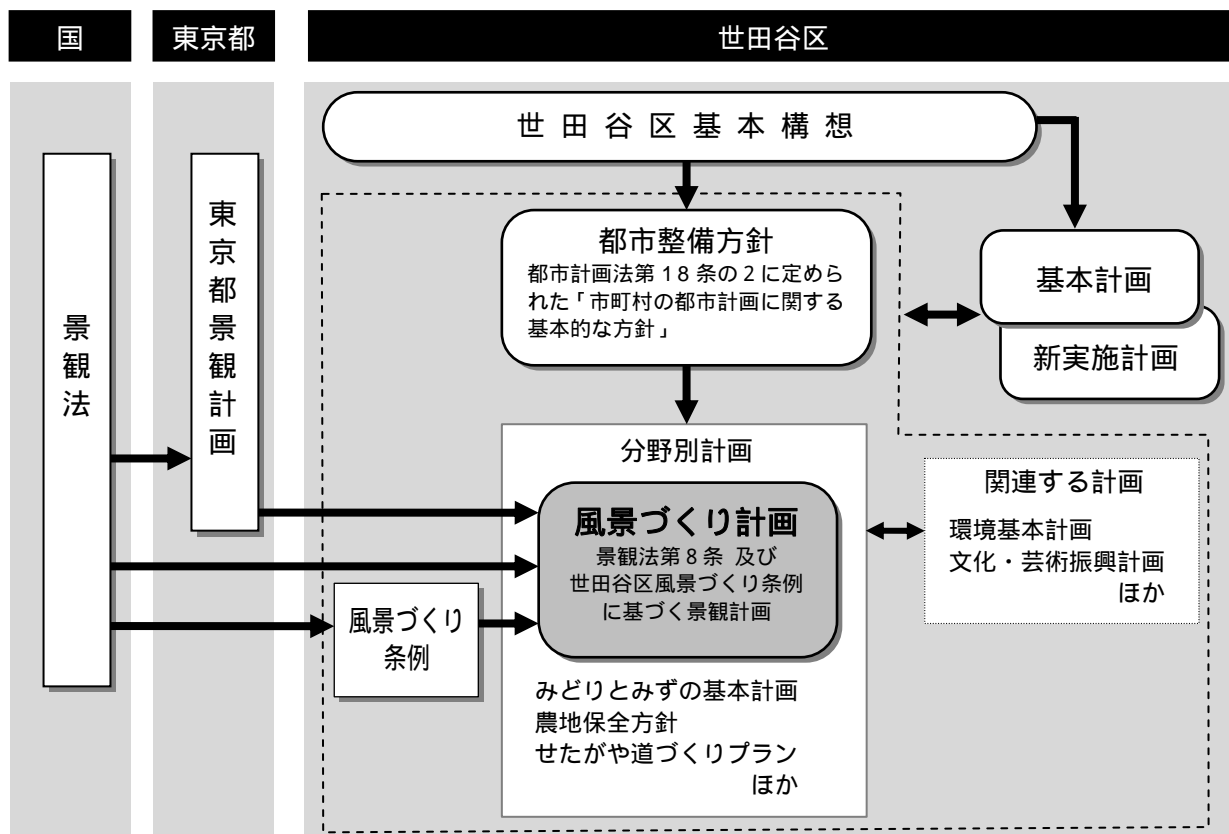 国
東京都
世田谷区
世田谷区基本構想
景観法
東京都景観計画
都市整備方針
都市計画法第18条の2に定めら
れた「市町村の都市計画に関する
基本的な方針」
基本計画
新実施計画
分野別計画
風景づくり計画
景観法第8条 及び
世田谷区風景づくり条例
に基づく景観計画
風景づくり
条例
みどりとみずの基本計画
農地保全方針
せたがや道づくりプラン
ほか
関連する計画
環境基本計画
文化・芸術振興計画
ほか